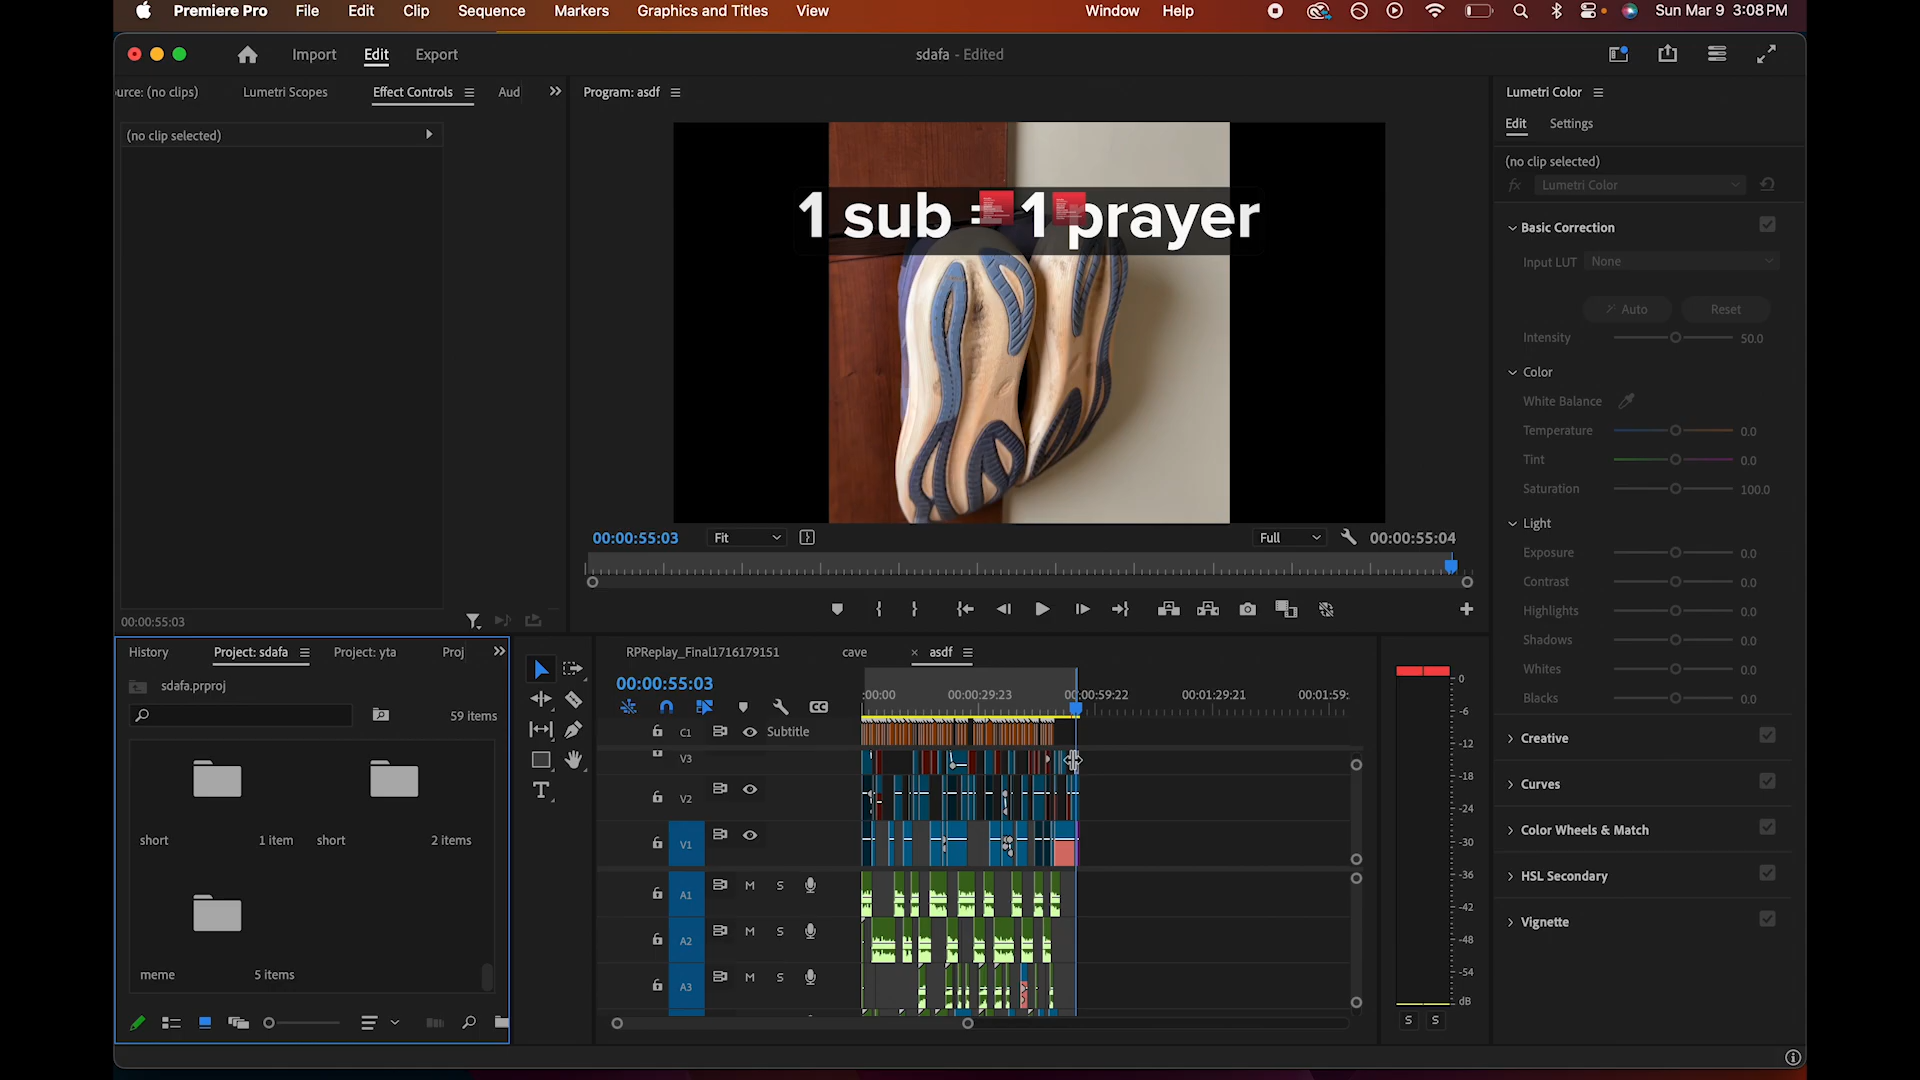 Premiere Pro File Edit Clip Sequence Markers Graphics and Titles View Window Help Sun Mar 9 3:08 PM
Import Edit Export sdafa - Edited
urce: (no clips) Lumetri Scopes Effect Controls Aud Program: asdf Lumetri Color
Edit Settings
(no clip selected)
(no clip selected)
fx Lumetri Color
1 sub = 1 prayer
Basic Correction
Input LUT None
Auto Reset
Intensity 50.0
Color
White Balance
Temperature 0.0
Tint 0.0
Saturation 100.0
Light
Exposure 0.0
Contrast 0.0
Highlights 0.0
Shadows 0.0
Whites 0.0
Blacks 0.0
Creative
Curves
Color Wheels & Match
HSL Secondary
Vignette
00:00:55:03 Fit Full 00:00:55:04
00:00:55:03
History Project: sdafa Project: yta Proj
sdafa.prproj
59 items
short 1 item short 2 items
meme 5 items
RPReplay_Final1716179151 cave × asdf
00:00:55:03
:00:00 00:00:29:23 00:00:59:22 00:01:29:21 00:01:59:
CC
C1 Subtitle
V3
V2
V1
A1 M S
A2 M S
A3 M S
0
-6
-12
-18
-24
-30
-36
-42
-48
-54
dB
S S